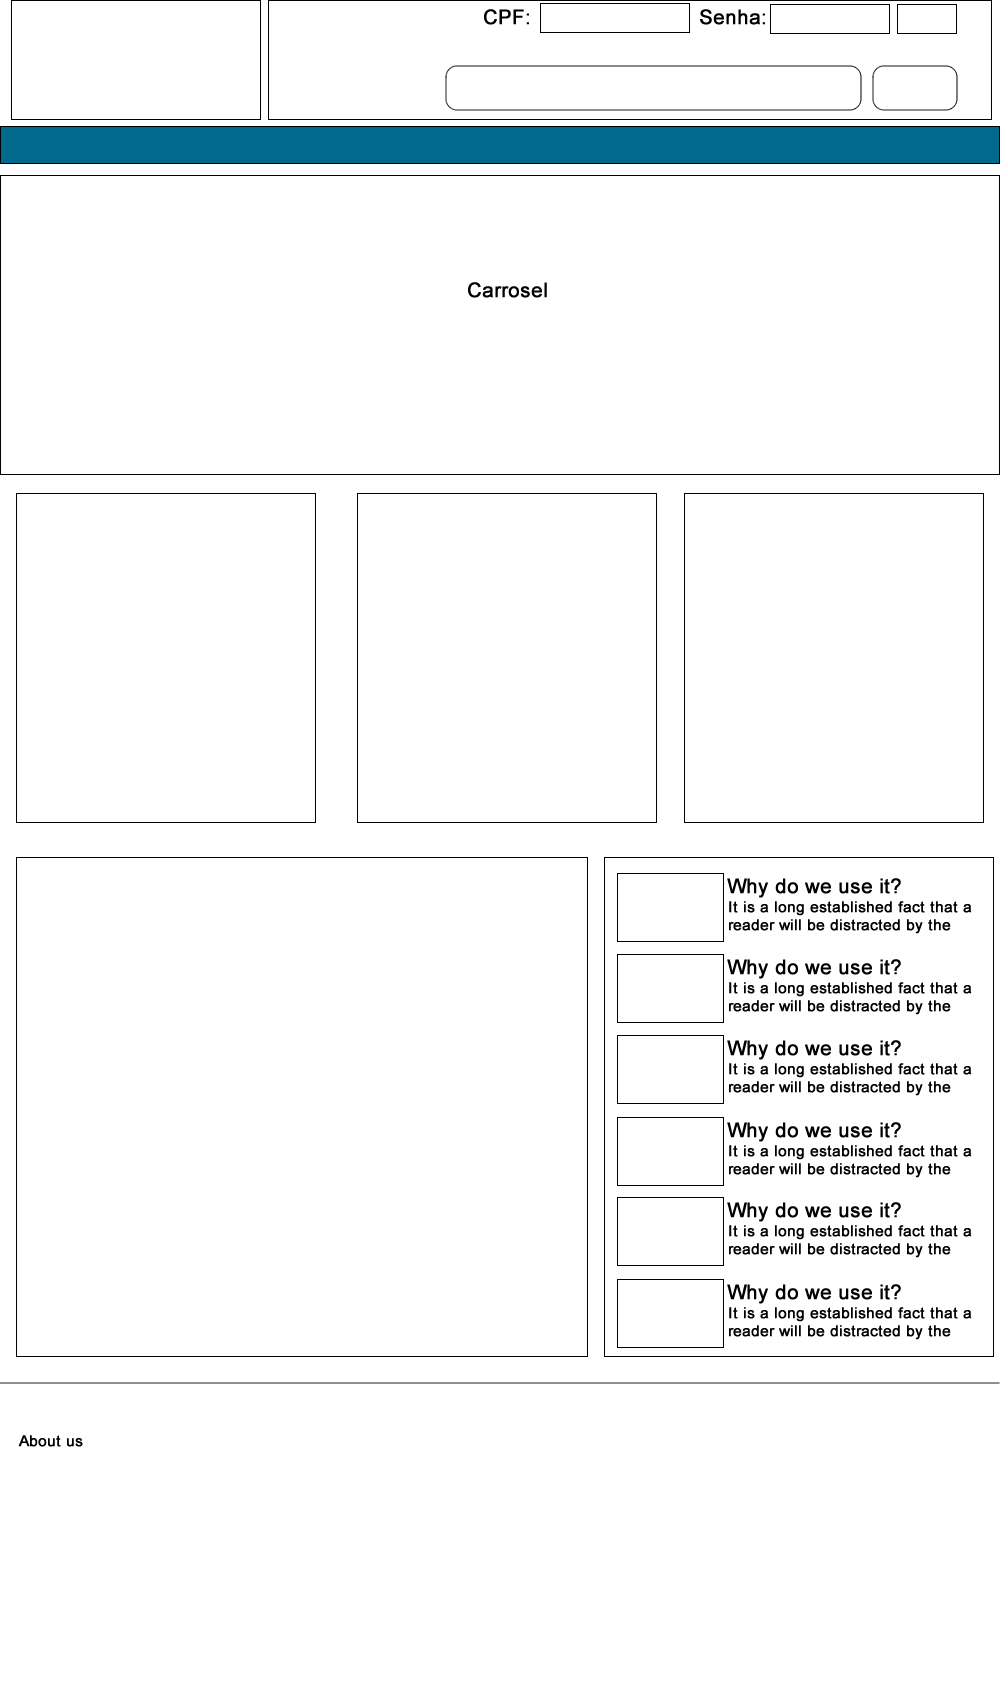 CPF: Senha:
Carrosel
Why do we use it?
It is a long established fact that a
reader will be distracted by the
Why do we use it?
It is a long established fact that a
reader will be distracted by the
Why do we use it?
It is a long established fact that a
reader will be distracted by the
Why do we use it?
It is a long established fact that a
reader will be distracted by the
Why do we use it?
It is a long established fact that a
reader will be distracted by the
Why do we use it?
It is a long established fact that a
reader will be distracted by the
About us